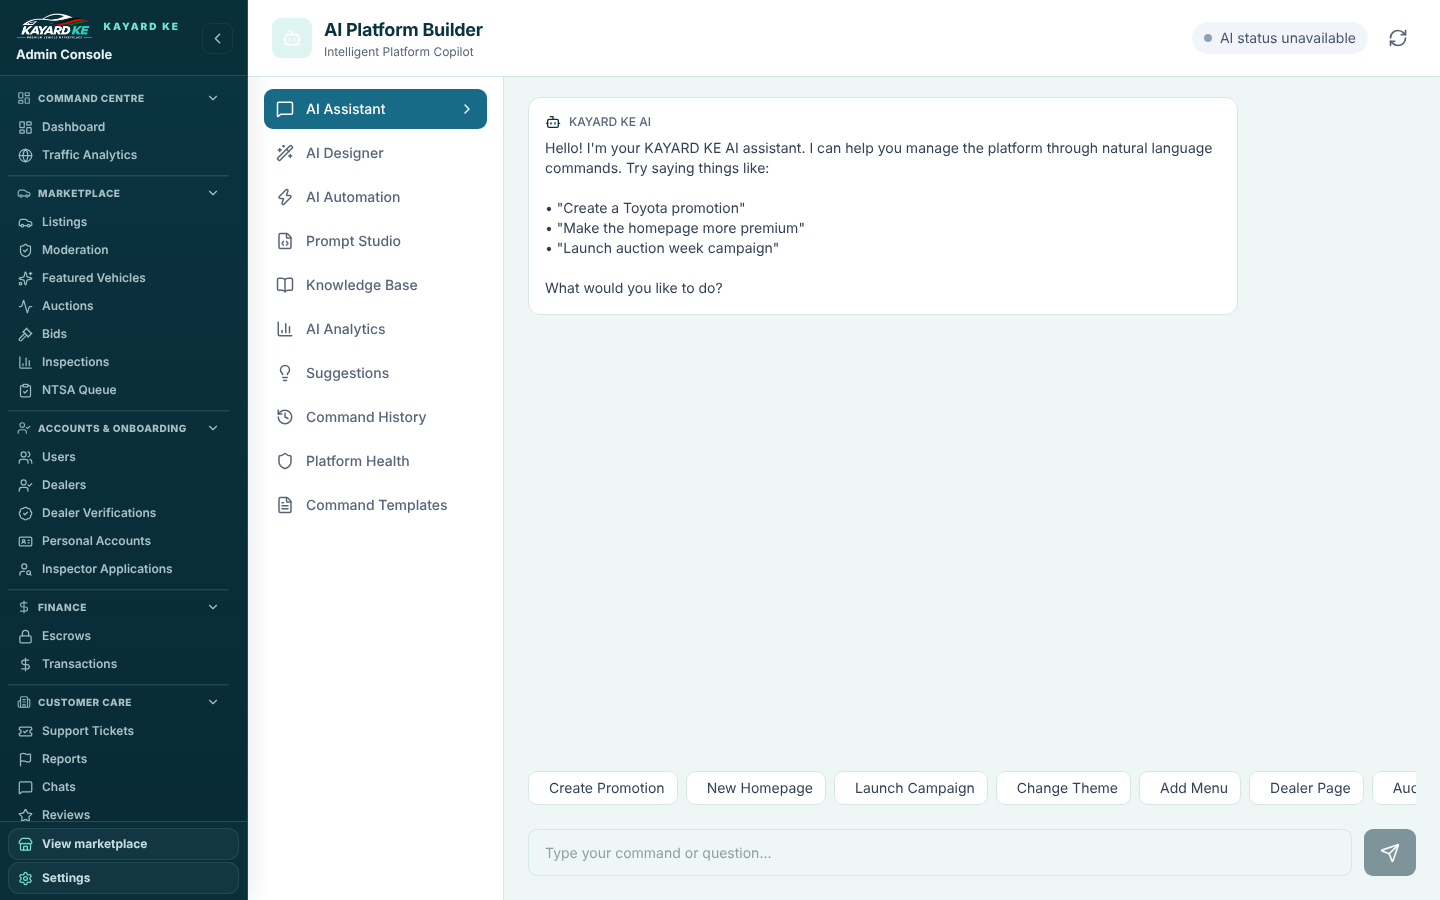 KAYARD KE
KAYARD KE
Admin Console
COMMAND CENTRE
Dashboard
Traffic Analytics
MARKETPLACE
Listings
Moderation
Featured Vehicles
Auctions
Bids
Inspections
NTSA Queue
ACCOUNTS & ONBOARDING
Users
Dealers
Dealer Verifications
Personal Accounts
Inspector Applications
FINANCE
Escrows
Transactions
CUSTOMER CARE
Support Tickets
Reports
Chats
Reviews
View marketplace
Settings
AI Platform Builder
Intelligent Platform Copilot
AI status unavailable
AI Assistant
AI Designer
AI Automation
Prompt Studio
Knowledge Base
AI Analytics
Suggestions
Command History
Platform Health
Command Templates
KAYARD KE AI
Hello! I'm your KAYARD KE AI assistant. I can help you manage the platform through natural language
commands. Try saying things like:
• "Create a Toyota promotion"
• "Make the homepage more premium"
• "Launch auction week campaign"
What would you like to do?
Create Promotion
New Homepage
Launch Campaign
Change Theme
Add Menu
Dealer Page
Type your command or question...